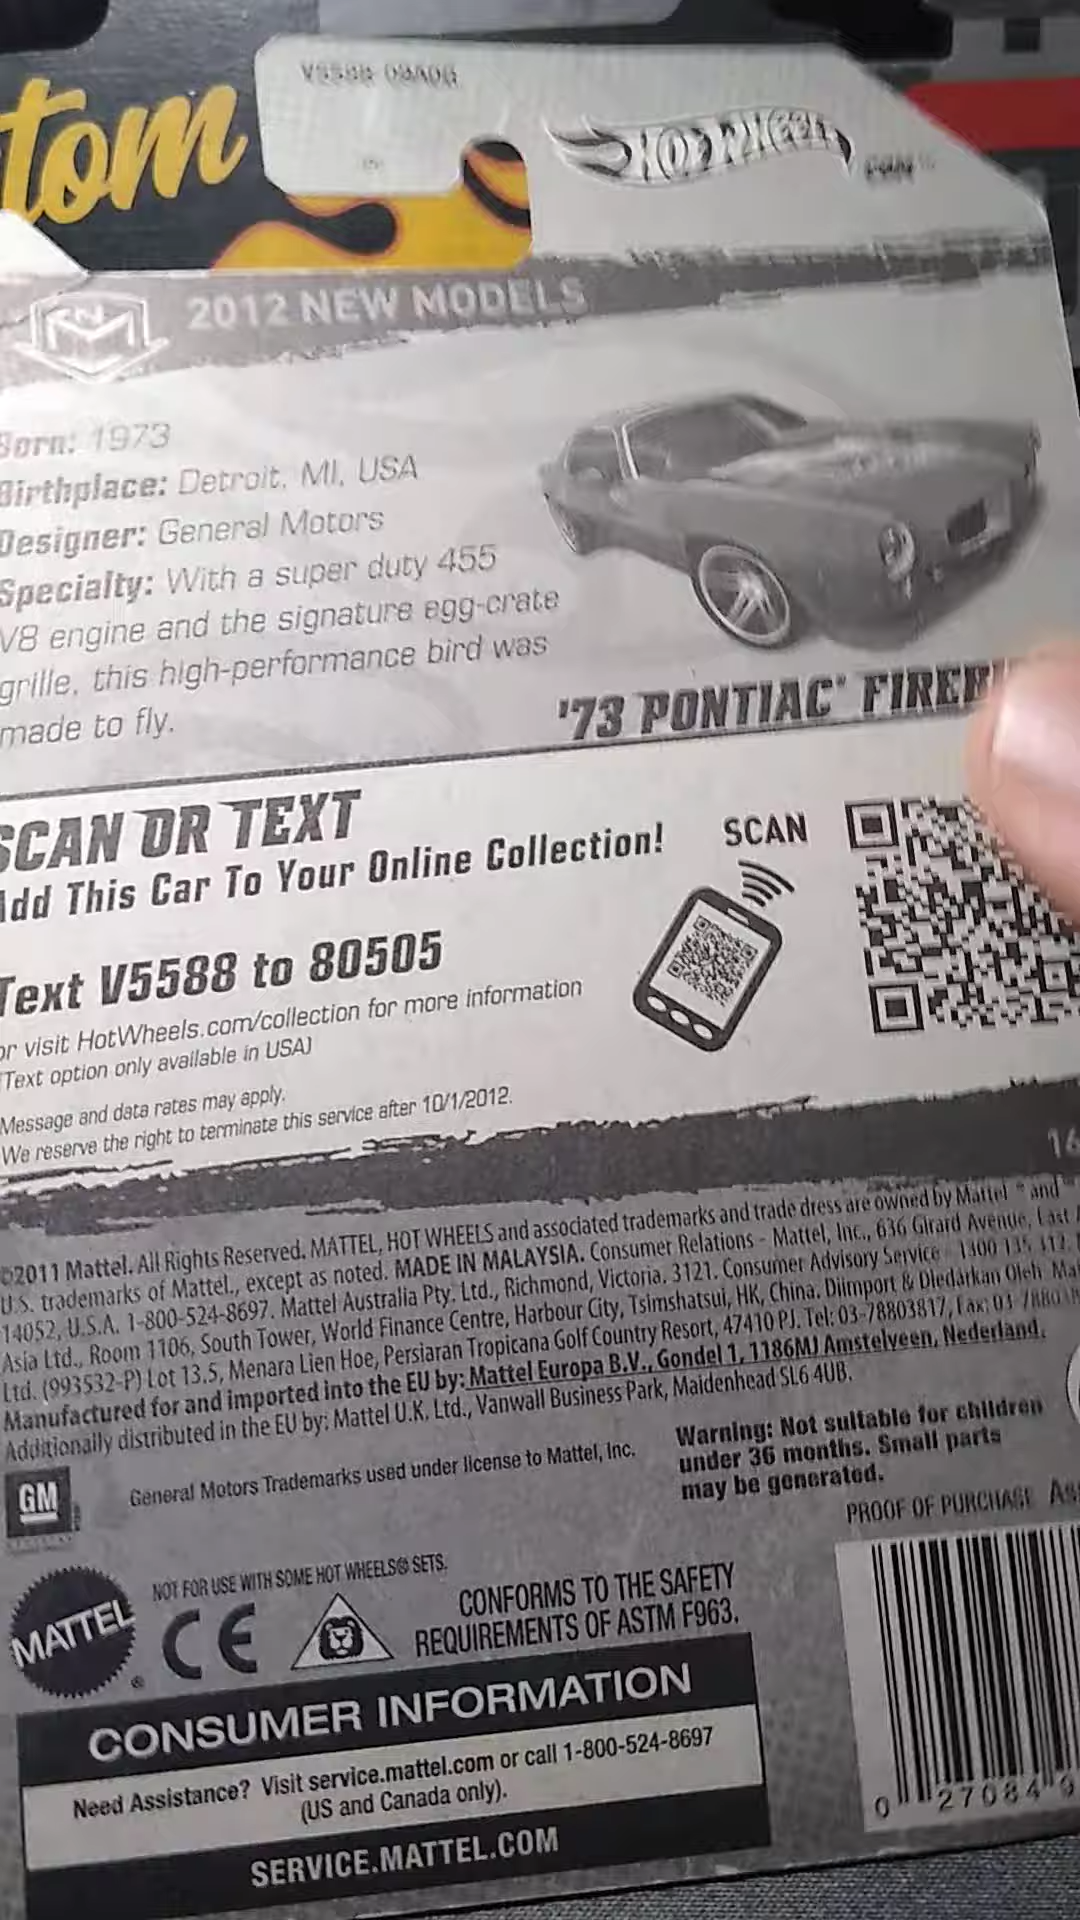 tom
HOT WHEELS
2012 NEW MODELS
Born: 1973
Birthplace: Detroit, MI, USA
Designer: General Motors
Specialty: With a super duty 455
V8 engine and the signature egg-crate
grille, this high-performance bird was
made to fly.
'73 PONTIAC FIREB
SCAN OR TEXT
Add This Car To Your Online Collection!
SCAN
Text V5588 to 80505
or visit HotWheels.com/collection for more information
(Text option only available in USA)
Message and data rates may apply.
We reserve the right to terminate this service after 10/1/2012.
16
©2011 Mattel. All Rights Reserved. MATTEL, HOT WHEELS and associated trademarks and trade dress are owned by Mattel and
U.S. trademarks of Mattel., except as noted. MADE IN MALAYSIA. Consumer Relations - Mattel, Inc., 636 Girard Avenue, East
14052, U.S.A. 1-800-524-8697. Mattel Australia Pty. Ltd., Richmond, Victoria. 3121. Consumer Advisory Service 1300 135 312.
Asia Ltd., Room 1106, South Tower, World Finance Centre, Harbour City, Tsimshatsui, HK, China. Diimport & Diedarkan Oleh: Ma
Ltd. (993532-P) Lot 13.5, Menara Lien Hoe, Persiaran Tropicana Golf Country Resort, 47410 PJ. Tel: 03-78803817, Fax: 03
Manufactured for and imported into the EU by: Mattel Europa B.V., Gondel 1, 1186MJ Amstelveen, Nederland.
Additionally distributed in the EU by: Mattel U.K. Ltd., Vanwall Business Park, Maidenhead SL6 4UB.
GM
General Motors Trademarks used under license to Mattel, Inc.
Warning: Not suitable for children
under 36 months. Small parts
may be generated.
PROOF OF PURCHASE
MATTEL®
NOT FOR USE WITH SOME HOT WHEELS® SETS.
CE
CONFORMS TO THE SAFETY
REQUIREMENTS OF ASTM F963.
CONSUMER INFORMATION
Need Assistance? Visit service.mattel.com or call 1-800-524-8697
(US and Canada only).
SERVICE.MATTEL.COM
0 27084 9